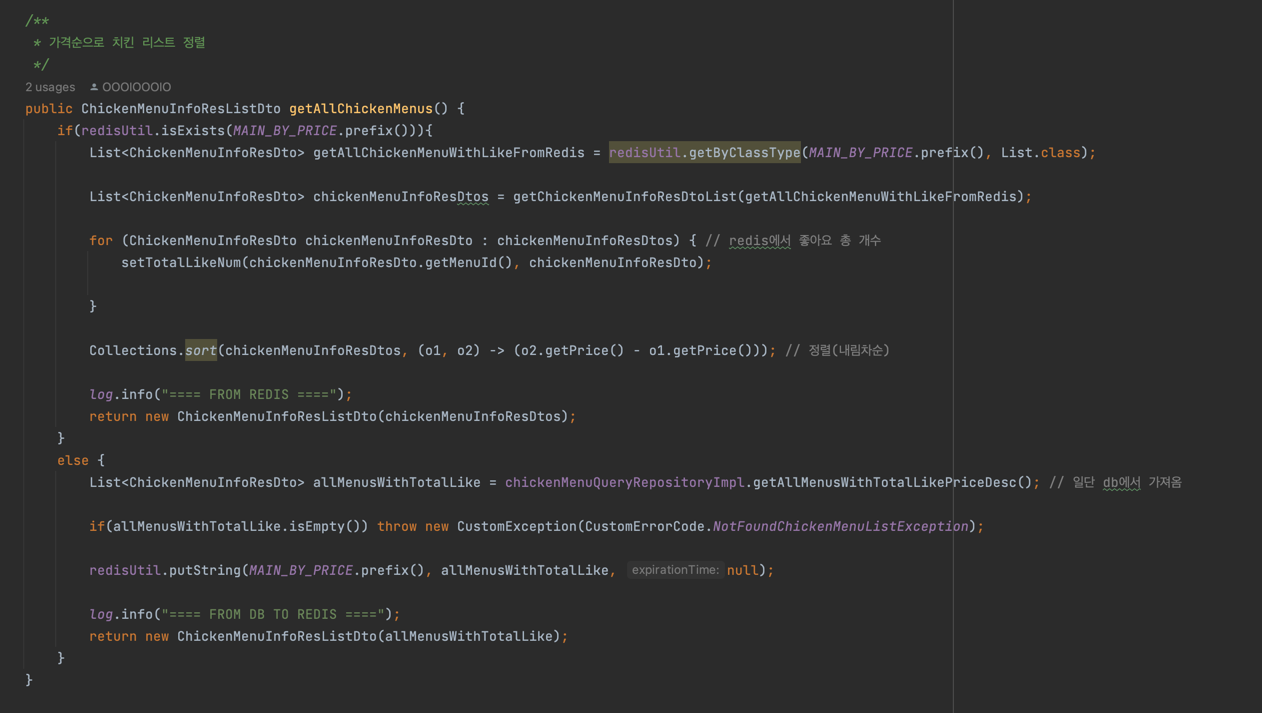 /**
* 가격순으로 치킨 리스트 정렬
*/
2 usages OOOIOOOIO
public ChickenMenuInfoResListDto getAllChickenMenus() {
if(redisUtil.isExists(MAIN_BY_PRICE.prefix())){
List<ChickenMenuInfoResDto> getAllChickenMenuWithLikeFromRedis = redisUtil.getByClassType(MAIN_BY_PRICE.prefix(), List.class);
List<ChickenMenuInfoResDto> chickenMenuInfoResDtos = getChickenMenuInfoResDtoList(getAllChickenMenuWithLikeFromRedis);
for (ChickenMenuInfoResDto chickenMenuInfoResDto : chickenMenuInfoResDtos) { // redis에서 좋아요 총 개수
setTotalLikeNum(chickenMenuInfoResDto.getMenuId(), chickenMenuInfoResDto);
}
Collections.sort(chickenMenuInfoResDtos, (o1, o2) -> (o2.getPrice() - o1.getPrice())); // 정렬(내림차순)
log.info("==== FROM REDIS ====");
return new ChickenMenuInfoResListDto(chickenMenuInfoResDtos);
}
else {
List<ChickenMenuInfoResDto> allMenusWithTotalLike = chickenMenuQueryRepositoryImpl.getAllMenusWithTotalLikePriceDesc(); // 일단 db에서 가져옴
if(allMenusWithTotalLike.isEmpty()) throw new CustomException(CustomErrorCode.NotFoundChickenMenuListException);
redisUtil.putString(MAIN_BY_PRICE.prefix(), allMenusWithTotalLike, expirationTime: null);
log.info("==== FROM DB TO REDIS ====");
return new ChickenMenuInfoResListDto(allMenusWithTotalLike);
}
}